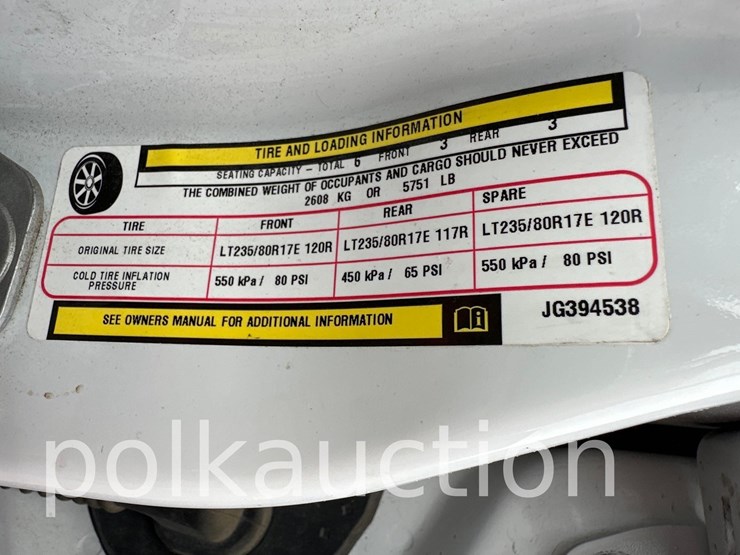 TIRE AND LOADING INFORMATION
SEATING CAPACITY - TOTAL 6 FRONT 3 REAR 3
THE COMBINED WEIGHT OF OCCUPANTS AND CARGO SHOULD NEVER EXCEED
2608 KG OR 5751 LB
TIRE FRONT REAR SPARE
ORIGINAL TIRE SIZE LT235/80R17E 120R LT235/80R17E 117R LT235/80R17E 120R
COLD TIRE INFLATION PRESSURE 550 kPa / 80 PSI 450 kPa / 65 PSI 550 kPa / 80 PSI
SEE OWNERS MANUAL FOR ADDITIONAL INFORMATION JG394538
polkauction